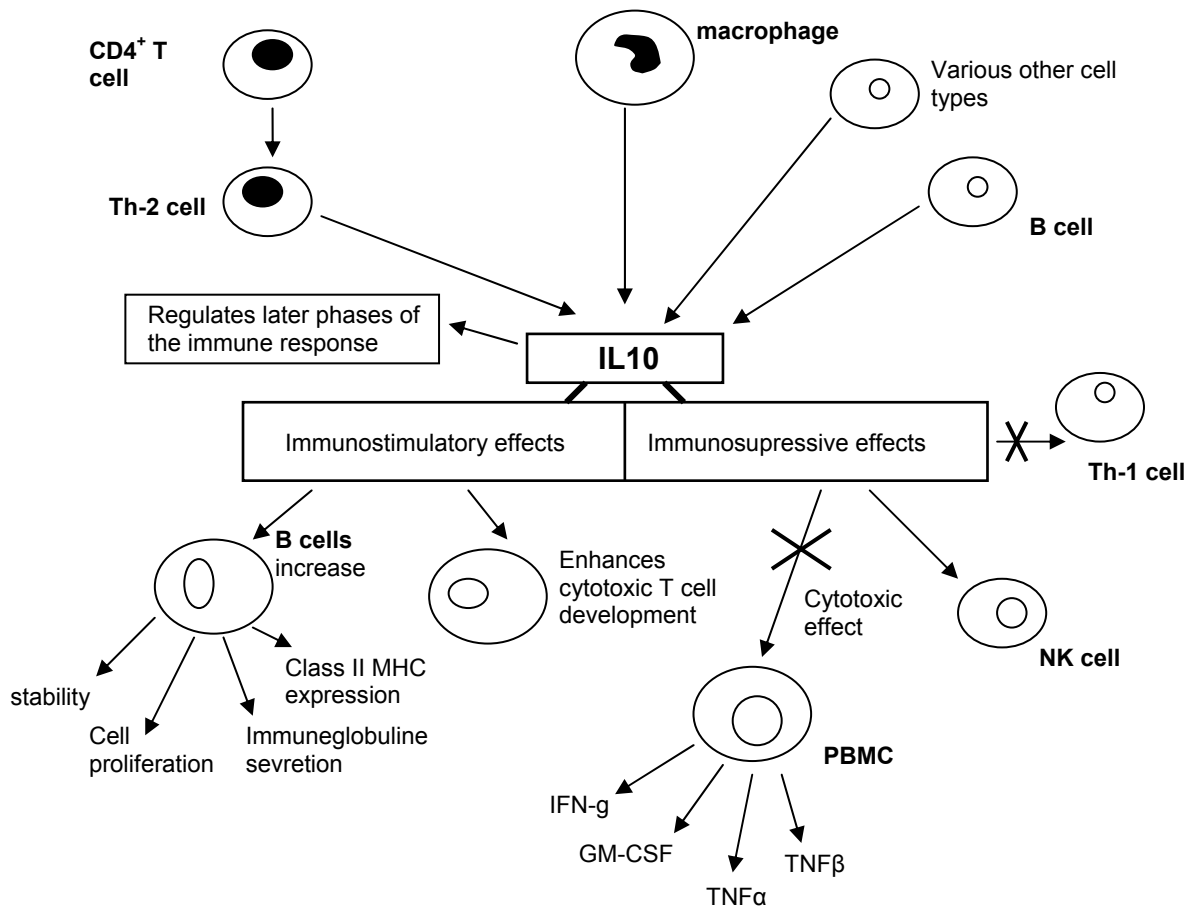 CD4⁺ T
cell
macrophage
Various other cell
types
Th-2 cell
B cell
Regulates later phases of
the immune response
IL10
Immunostimulatory effects
Immunosupressive effects
Th-1 cell
B cells
increase
Enhances
cytotoxic T cell
development
Cytotoxic
effect
NK cell
stability
Class II MHC
expression
Cell
proliferation
Immuneglobuline
sevretion
PBMC
IFN-g
GM-CSF
TNFα
TNFβ